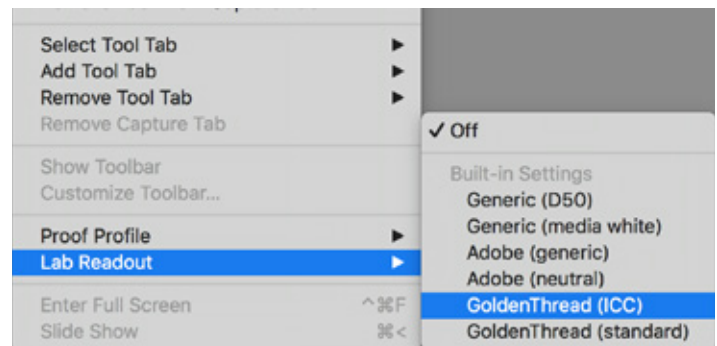 Select Tool Tab ▶
Add Tool Tab ▶
Remove Tool Tab ▶
Remove Capture Tab
Show Toolbar
Customize Toolbar...
Proof Profile ▶
Lab Readout ▶
Enter Full Screen ^⌘F
Slide Show ⌘<
✓ Off
Built-in Settings
Generic (D50)
Generic (media white)
Adobe (generic)
Adobe (neutral)
GoldenThread (ICC)
GoldenThread (standard)